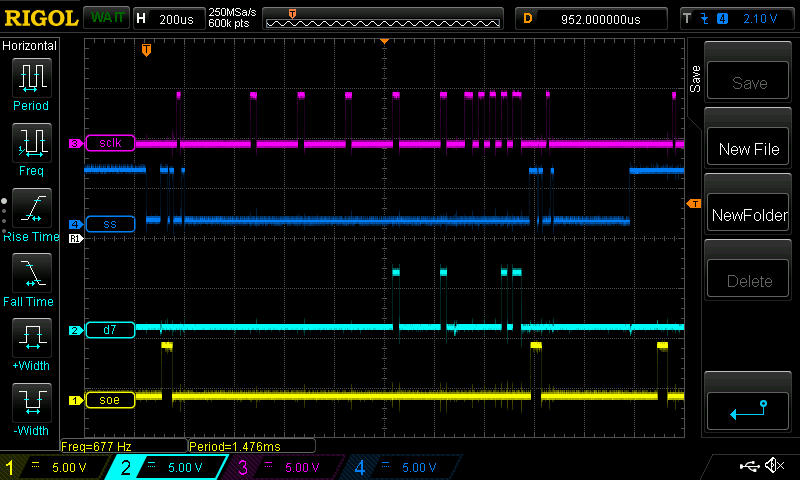 RIGOL WAIT H 200us 250MSa/s 600k pts T D 952.000000us T 4 2.10 V
Horizontal
T
Period
Freq
Rise Time
Fall Time
+Width
-Width
3 sclk
4 ss
R1
T
2 d7
1 soe
Freq=677 Hz Period=1.476ms
1 5.00 V 2 5.00 V 3 5.00 V 4 5.00 V
Save
Save
New File
NewFolder
Delete